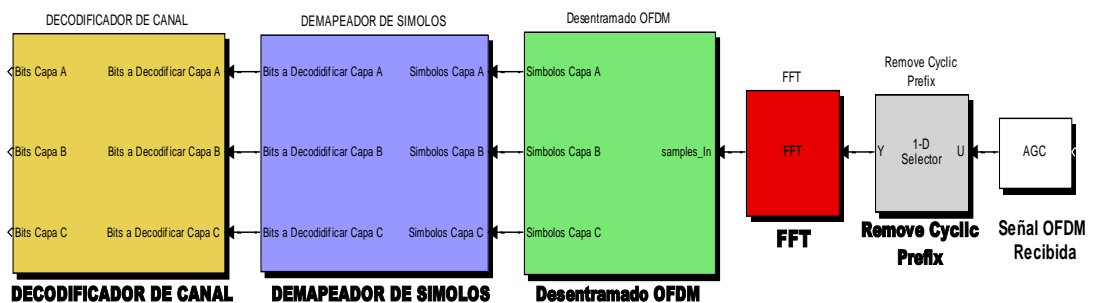 DECODIFICADOR DE CANAL
DEMAPEADOR DE SIMOLOS
Desentramado OFDM
FFT
Remove Cyclic
Prefix
Bits Capa A
Bits a Decodificar Capa A
Bits a Decodidificar Capa A
Simbolos Capa A
Simbolos Capa A
Bits Capa B
Bits a Decodificar Capa B
Bits a Decodidificar Capa B
Simbolos Capa B
Simbolos Capa B
samples_In
FFT
Y
1-D
Selector
U
AGC
Bits Capa C
Bits a Decodificar Capa C
Bits a Decodidificar Capa C
Simbolos Capa C
Simbolos Capa C
DECODIFICADOR DE CANAL
DEMAPEADOR DE SIMOLOS
Desentramado OFDM
FFT
Remove Cyclic
Prefix
Señal OFDM
Recibida